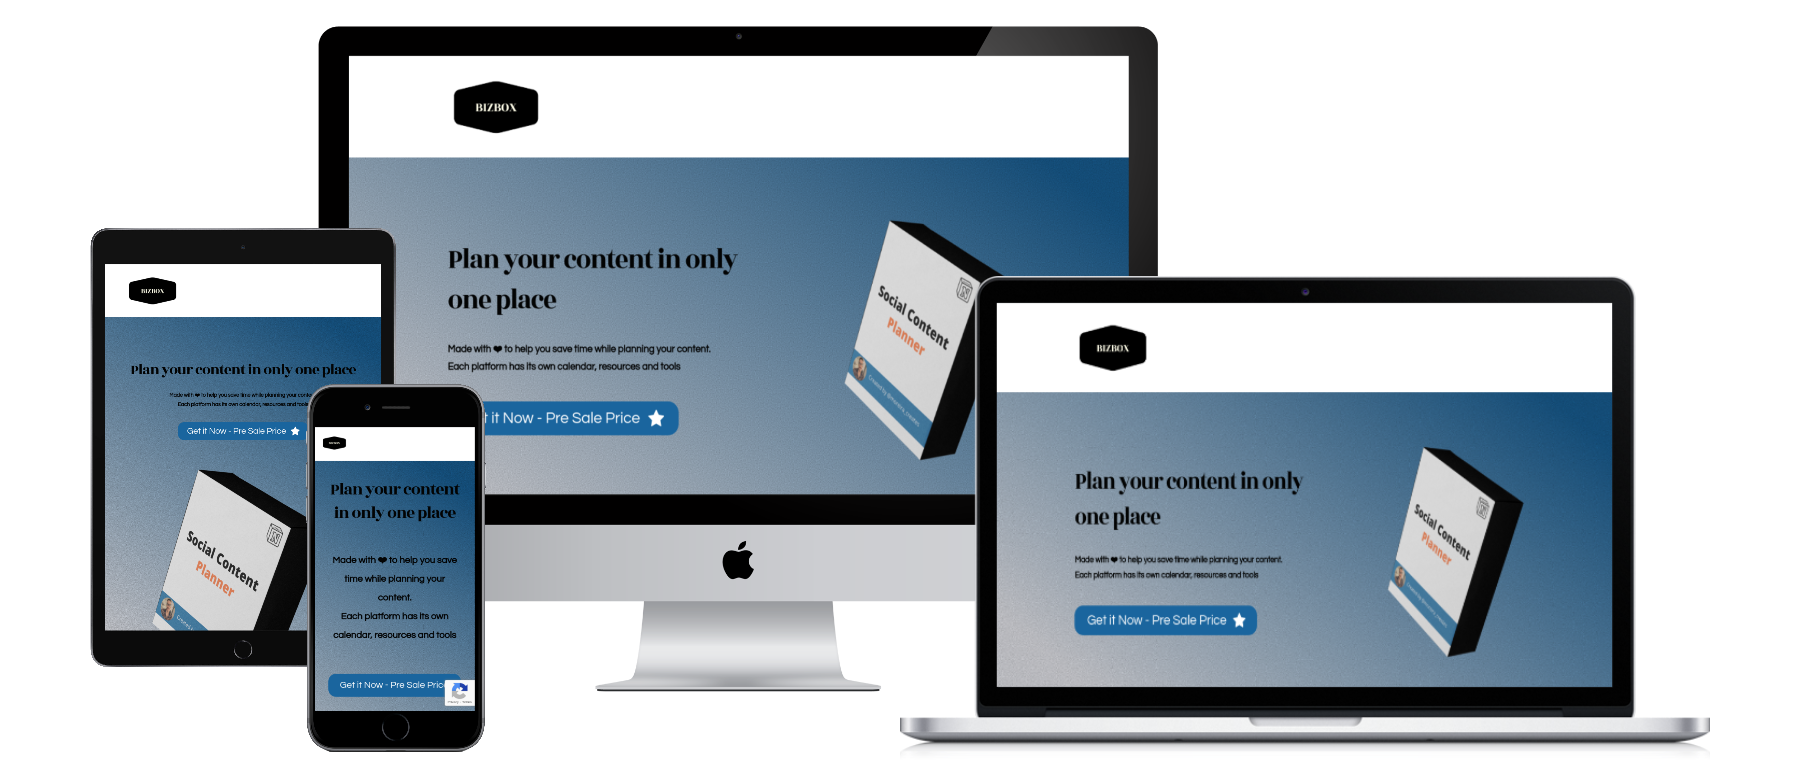 BIZBOX
Plan your content in only
one place
Made with ❤ to help you save time while planning your content.
Each platform has its own calendar, resources and tools
it Now - Pre Sale Price
Social Content
Planner
BIZBOX
Plan your content in only one place
Made with ❤ to help you save time while planning your
Each platform has its own calendar, resources and tools
Get it Now - Pre Sale Price
Social Content
Planner
BIZBOX
Plan your content
in only one place
Made with ❤ to help you save
time while planning your
content.
Each platform has its own
calendar, resources and tools
Get it Now - Pre Sale Price
BIZBOX
Plan your content in only
one place
Made with ❤ to help you save time while planning your content.
Each platform has its own calendar, resources and tools
Get it Now - Pre Sale Price
Social Content
Planner